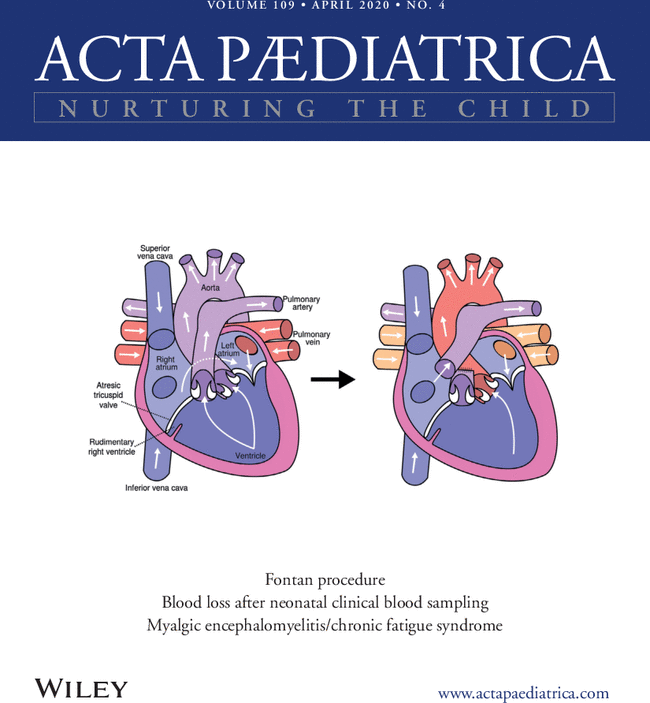 VOLUME 109 • APRIL 2020 • NO. 4
ACTA PÆDIATRICA
NURTURING THE CHILD
Superior
vena cava
Aorta
Pulmonary
artery
Pulmonary
vein
Left
atrium
Right
atrium
Atresic
tricuspid
valve
Rudimentary
right ventricle
Ventricle
Inferior vena cava
Fontan procedure
Blood loss after neonatal clinical blood sampling
Myalgic encephalomyelitis/chronic fatigue syndrome
WILEY
www.actapaediatrica.com